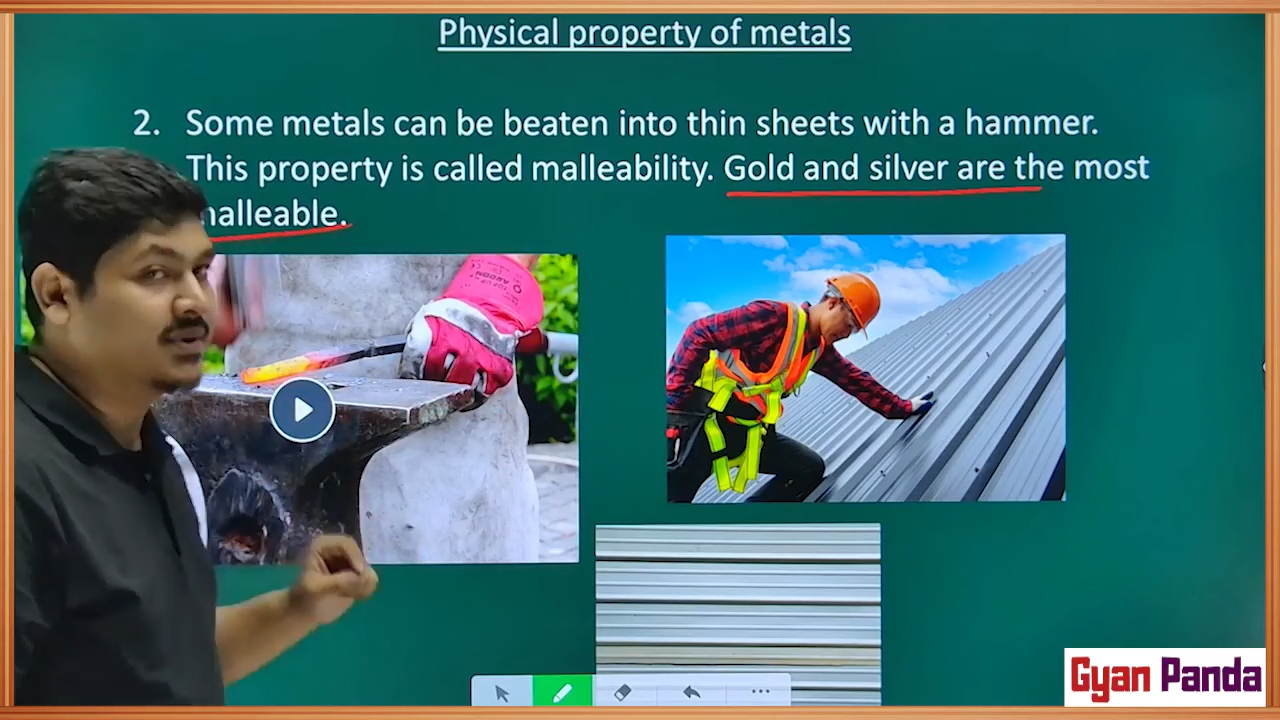 Physical property of metals
2. Some metals can be beaten into thin sheets with a hammer.
This property is called malleability. Gold and silver are the most
malleable.
Gyan Panda